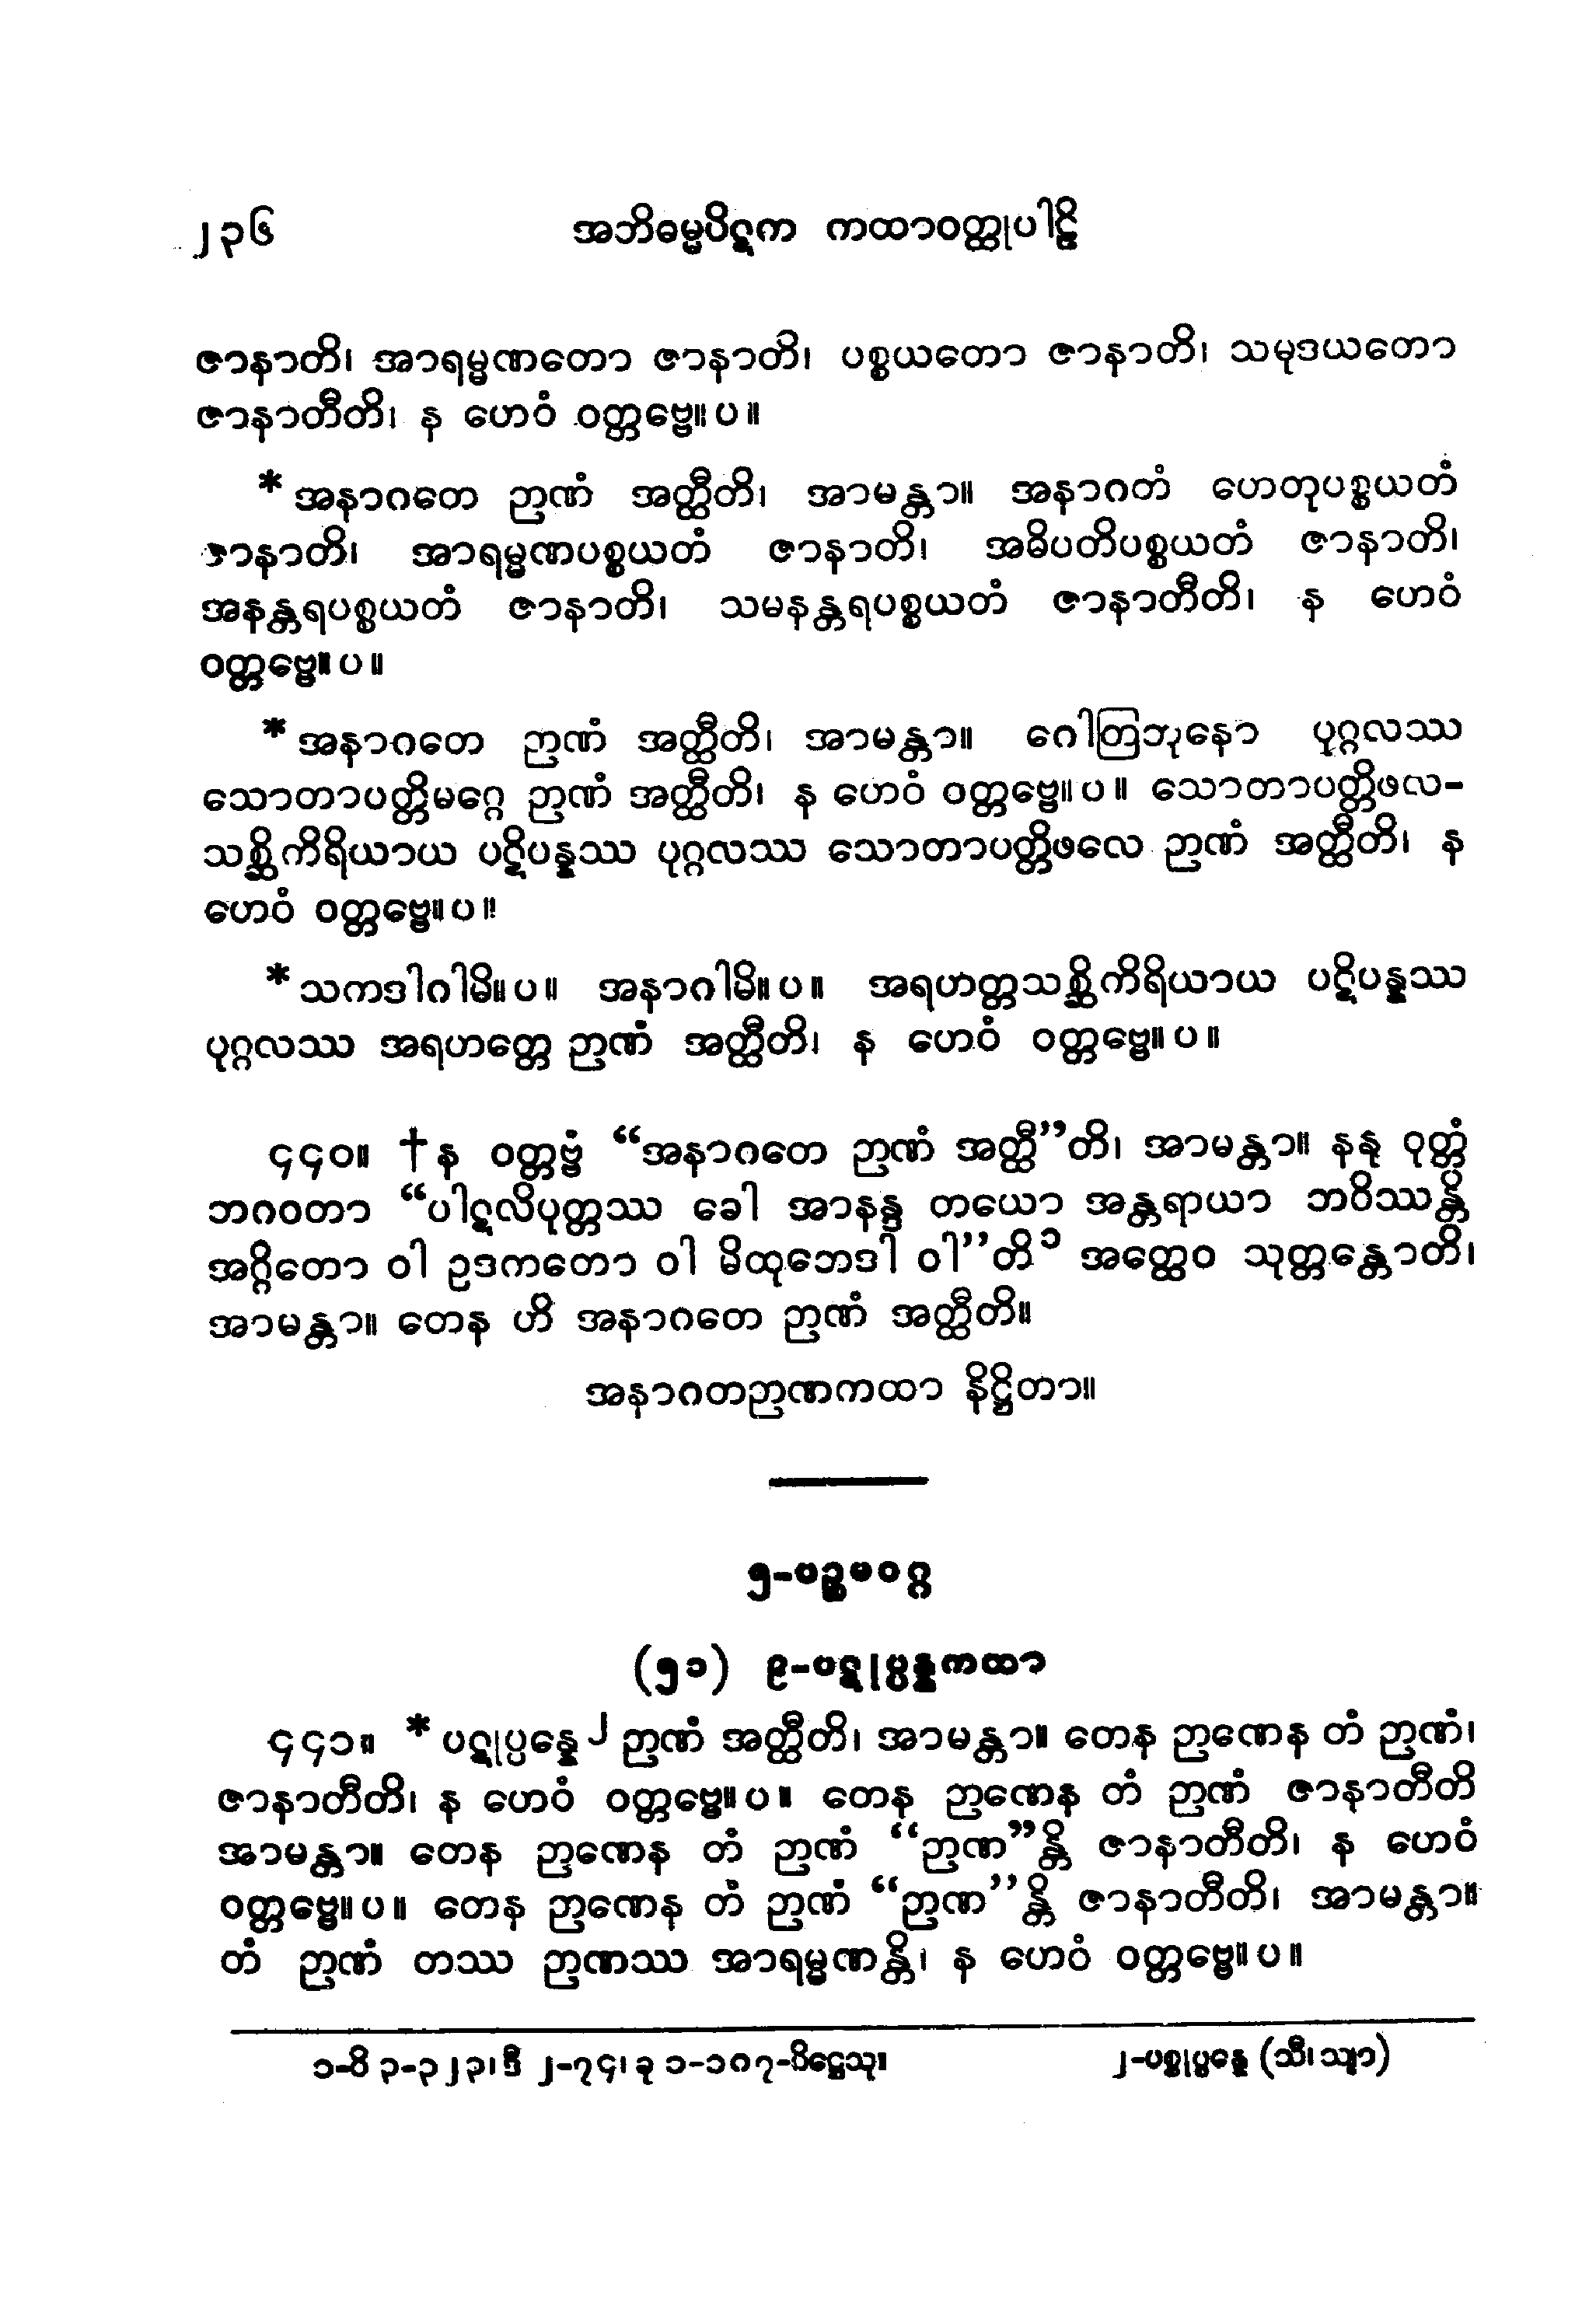 ၂၃၆ အဘိဓမ္မပိဋက ကထာဝတ္ထုပါဠိ
ဇာနာတိ၊ အာရမ္မဏတော ဇာနာတိ၊ ပစ္စယတော ဇာနာတိ၊ သမုဒယတော
ဇာနာတီတိ၊ န ဟေဝံ ဝတ္တဗ္ဗေ။ပ။
*အနာဂတေ ဉာဏံ အတ္ထီတိ၊ အာမန္တာ။ အနာဂတံ ဟေတုပစ္စယတံ
ဇာနာတိ၊ အာရမ္မဏပစ္စယတံ ဇာနာတိ၊ အဓိပတိပစ္စယတံ ဇာနာတိ၊
အနန္တရပစ္စယတံ ဇာနာတိ၊ သမနန္တရပစ္စယတံ ဇာနာတီတိ၊ န ဟေဝံ
ဝတ္တဗ္ဗေ။ပ။
*အနာဂတေ ဉာဏံ အတ္ထီတိ၊ အာမန္တာ။ ဂေါတြဘုနော ပုဂ္ဂလဿ
သောတာပတ္တိမဂ္ဂေ ဉာဏံ အတ္ထီတိ၊ န ဟေဝံ ဝတ္တဗ္ဗေ။ပ။ သောတာပတ္တိဖလ-
သစ္ဆိကိရိယာယ ပဋိပန္နဿ ပုဂ္ဂလဿ သောတာပတ္တိဖလေ ဉာဏံ အတ္ထီတိ၊ န
ဟေဝံ ဝတ္တဗ္ဗေ။ပ။
*သကဒါဂါမိ။ပ။ အနာဂါမိ။ပ။ အရဟတ္တသစ္ဆိကိရိယာယ ပဋိပန္နဿ
ပုဂ္ဂလဿ အရဟတ္တေ ဉာဏံ အတ္ထီတိ၊ န ဟေဝံ ဝတ္တဗ္ဗေ။ပ။
၄၄၀။ †န ဝတ္တဗ္ဗံ “အနာဂတေ ဉာဏံ အတ္ထီ”တိ၊ အာမန္တာ။ နနု ဝုတ္တံ
ဘဂဝတာ “ပါဋလိပုတ္တဿ ခေါ အာနန္ဒ တယော အန္တရာယာ ဘဝိဿန္တိ
အဂ္ဂိတော ဝါ ဥဒကတော ဝါ မိထုဘေဒါ ဝါ”တိ၁ အတ္ထေဝ သုတ္တန္တောတိ၊
အာမန္တာ။ တေန ဟိ အနာဂတေ ဉာဏံ အတ္ထီတိ။
အနာဂတဉာဏကထာ နိဋ္ဌိတာ။
၅-ပဉ္စမဝဂ္ဂ
(၅၁) ၉-ပဋုပ္ပန္နကထာ
၄၄၁။ *ပဋုပ္ပန္နေ၂ ဉာဏံ အတ္ထီတိ၊ အာမန္တာ။ တေန ဉာဏေန တံ ဉာဏံ၊
ဇာနာတီတိ၊ န ဟေဝံ ဝတ္တဗ္ဗေ။ပ။ တေန ဉာဏေန တံ ဉာဏံ ဇာနာတီတိ
အာမန္တာ။ တေန ဉာဏေန တံ ဉာဏံ “ဉာဏ”န္တိ ဇာနာတီတိ၊ န ဟေဝံ
ဝတ္တဗ္ဗေ။ပ။ တေန ဉာဏေန တံ ဉာဏံ “ဉာဏ”န္တိ ဇာနာတီတိ၊ အာမန္တာ။
တံ ဉာဏံ တဿ ဉာဏဿ အာရမ္မဏန္တိ၊ န ဟေဝံ ဝတ္တဗ္ဗေ။ပ။
၁-ဝိ ၃-၃၂၃၊ ဒီ ၂-၇၄၊ ခု ၁-၁၈၇-ပိဋ္ဌေသု။ ၂-ပစ္စုပ္ပန္နေ (သီ၊ သျာ)